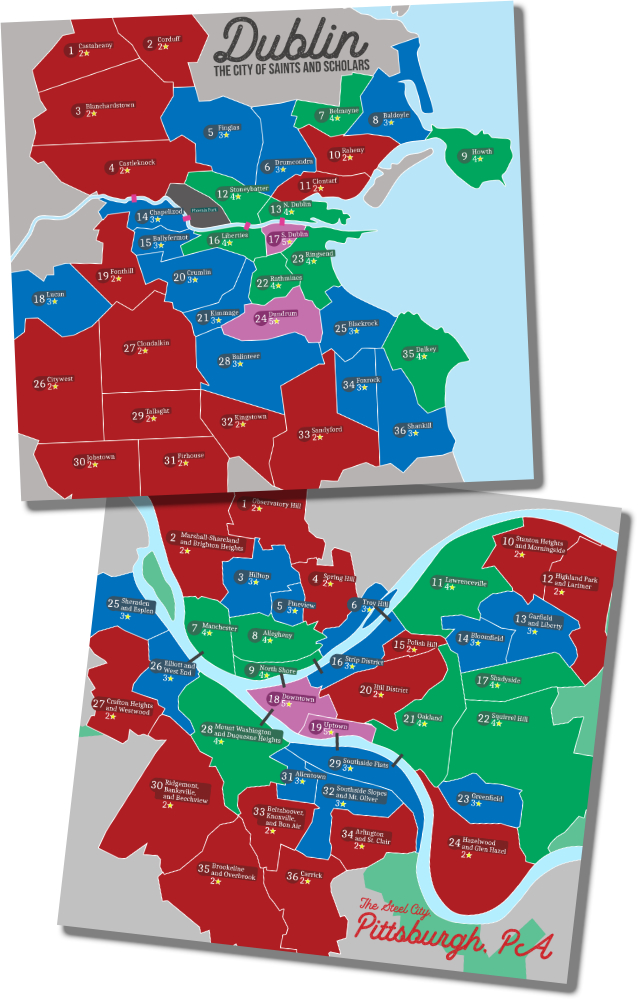 Dublin
THE CITY OF SAINTS AND SCHOLARS
1 Castaheany
2★
2 Corduff
2★
3 Blanchardstown
2★
4 Castleknock
2★
5 Finglas
3★
6 Drumcondra
3★
7 Belmayne
4★
8 Baldoyle
3★
9 Howth
4★
10 Raheny
2★
11 Clontarf
2★
12 Stoneybatter
4★
13 N. Dublin
4★
Phoenix Park
14 Chapelizod
3★
15 Ballyfermot
3★
16 Liberties
4★
17 S. Dublin
5★
18 Lucan
3★
19 Fonthill
2★
20 Crumlin
3★
21 Kimmage
3★
22 Rathmines
4★
23 Ringsend
4★
24 Dundrum
5★
25 Blackrock
3★
26 Citywest
2★
27 Clondalkin
2★
28 Balinteer
3★
29 Tallaght
2★
30 Jobstown
2★
31 Firhouse
2★
32 Kingstown
2★
33 Sandyford
2★
34 Foxrock
3★
35 Dalkey
4★
36 Shankill
3★
1 Observatory Hill
2★
2 Marshall-Shadeland
and Brighton Heights
2★
3 Hilltop
3★
4 Spring Hill
2★
5 Fineview
3★
6 Troy Hill
3★
7 Manchester
4★
8 Allegheny
4★
9 North Shore
4★
10 Stanton Heights
and Morningside
2★
11 Lawrenceville
4★
12 Highland Park
and Larimer
2★
13 Garfield
and Liberty
3★
14 Bloomfield
3★
15 Polish Hill
2★
16 Strip District
3★
17 Shadyside
4★
18 Downtown
5★
19 Uptown
5★
20 Hill District
2★
21 Oakland
4★
22 Squirrel Hill
4★
23 Greenfield
3★
24 Hazelwood
and Glen Hazel
2★
25 Sheraden
and Esplen
3★
26 Elliott and
West End
3★
27 Crafton Heights
and Westwood
2★
28 Mount Washington
and Duquesne Heights
4★
29 Southside Flats
3★
30 Ridgemont,
Banksville,
and Beechview
2★
31 Allentown
3★
32 Southside Slopes
and Mt. Oliver
3★
33 Beltzhoover,
Knoxville,
and Bon Air
2★
34 Arlington
and St. Clair
2★
35 Brookline
and Overbrook
2★
36 Carrick
2★
The Steel City
Pittsburgh, PA